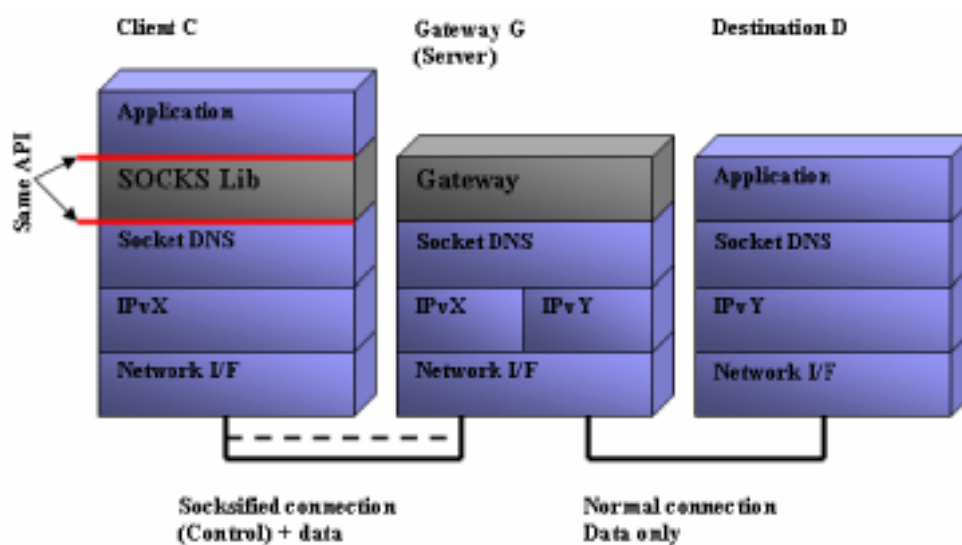 Client C
Gateway G
(Server)
Destination D
Same API
Application
SOCKS Lib
Socket DNS
IPvX
Network I/F
Gateway
Socket DNS
IPvX
IPvY
Network I/F
Application
Socket DNS
IPvY
Network I/F
Socksified connection
(Control) + data
Normal connection
Data only